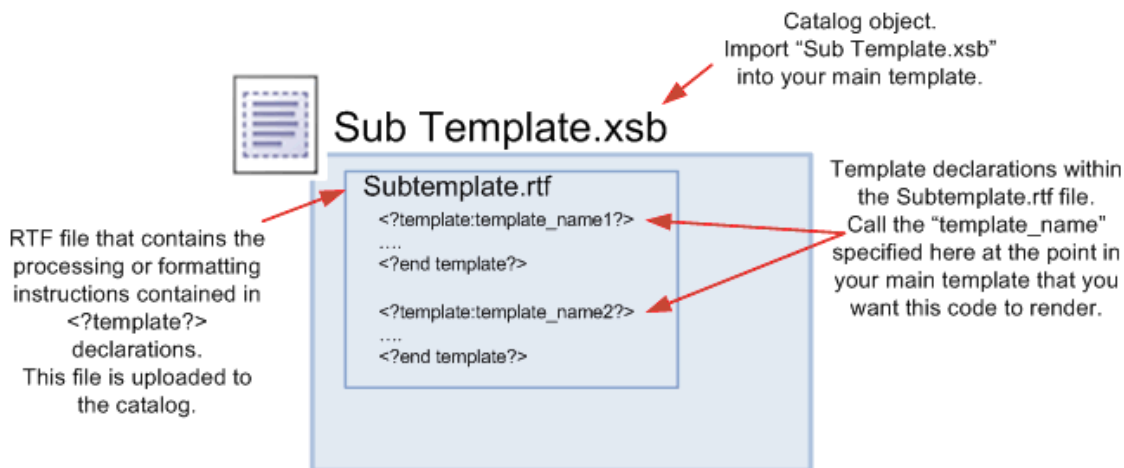 Catalog object.
Import “Sub Template.xsb”
into your main template.
Sub Template.xsb
Subtemplate.rtf
<?template:template_name1?>
....
<?end template?>
<?template:template_name2?>
....
<?end template?>
RTF file that contains the
processing or formatting
instructions contained in
<?template?>
declarations.
This file is uploaded to
the catalog.
Template declarations within
the Subtemplate.rtf file.
Call the “template_name”
specified here at the point in
your main template that you
want this code to render.